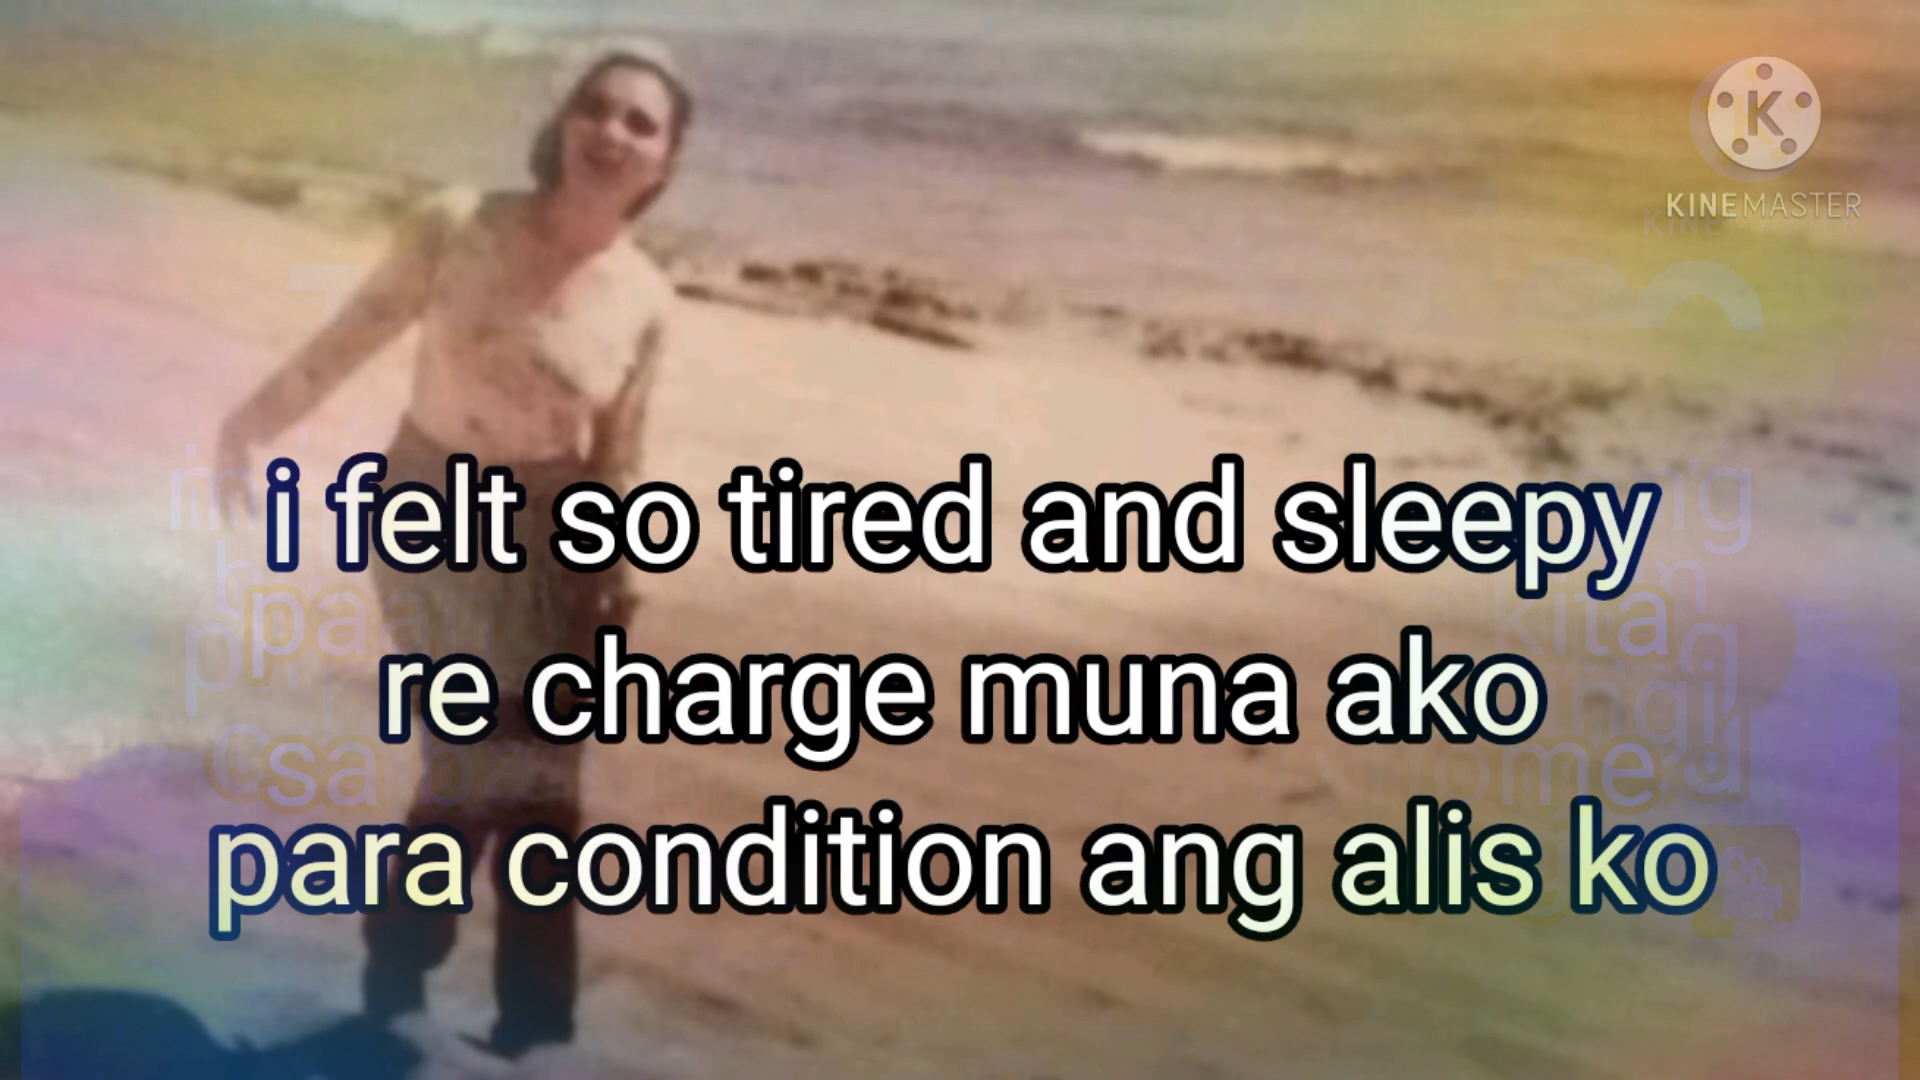 KINEMASTER
i felt so tired and sleepy
re charge muna ako
para condition ang alis ko